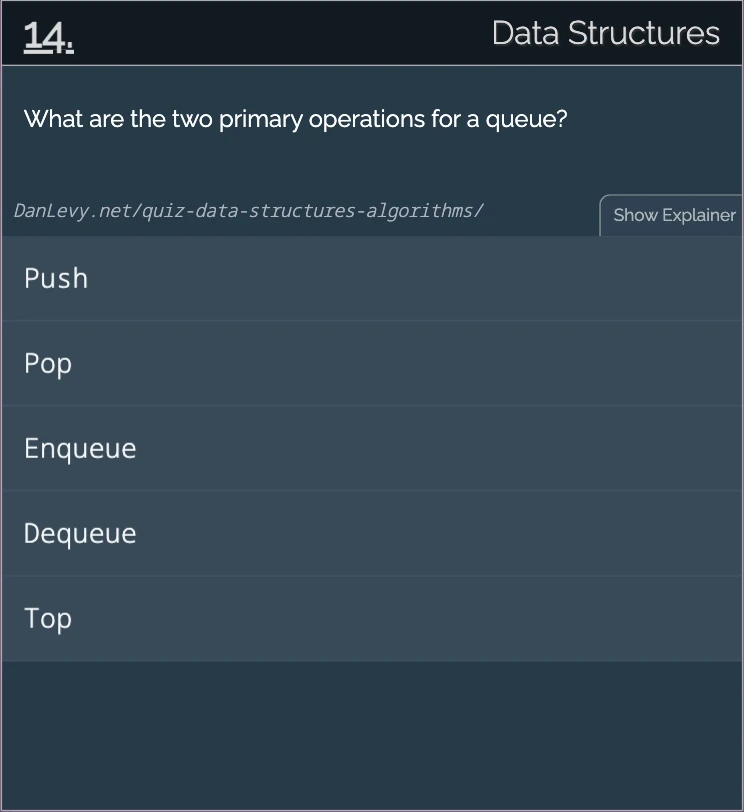 14.
Data Structures
What are the two primary operations for a queue?
DanLevy.net/quiz-data-structures-algorithms/
Show Explainer
Push
Pop
Enqueue
Dequeue
Top